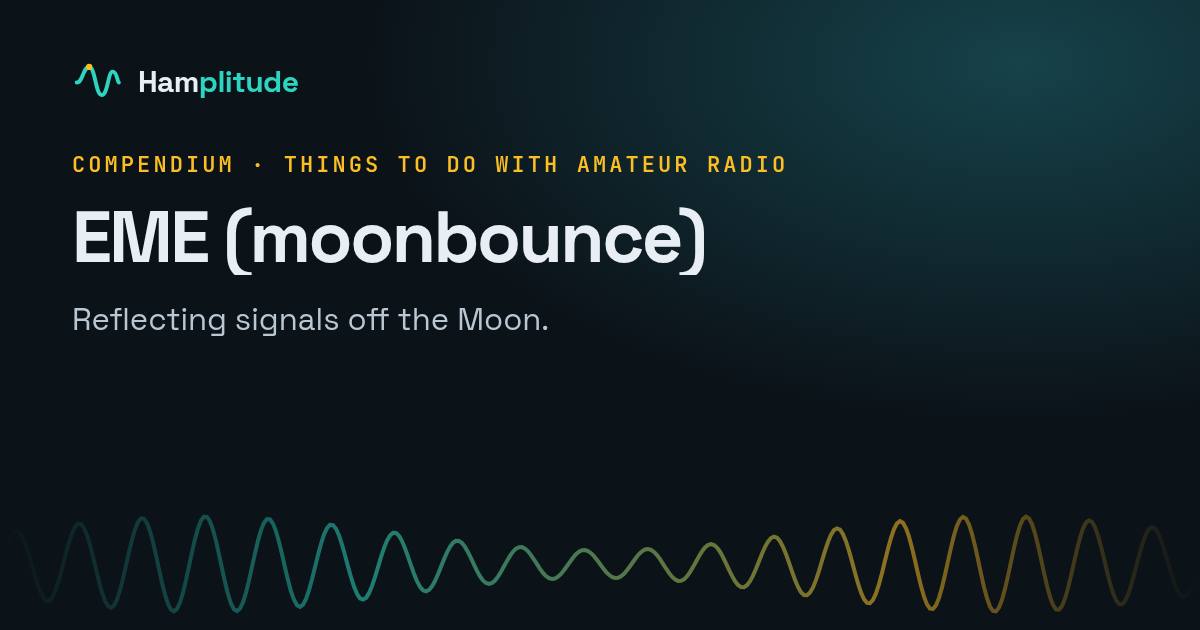 Hamplitude
COMPENDIUM · THINGS TO DO WITH AMATEUR RADIO
EME (moonbounce)
Reflecting signals off the Moon.